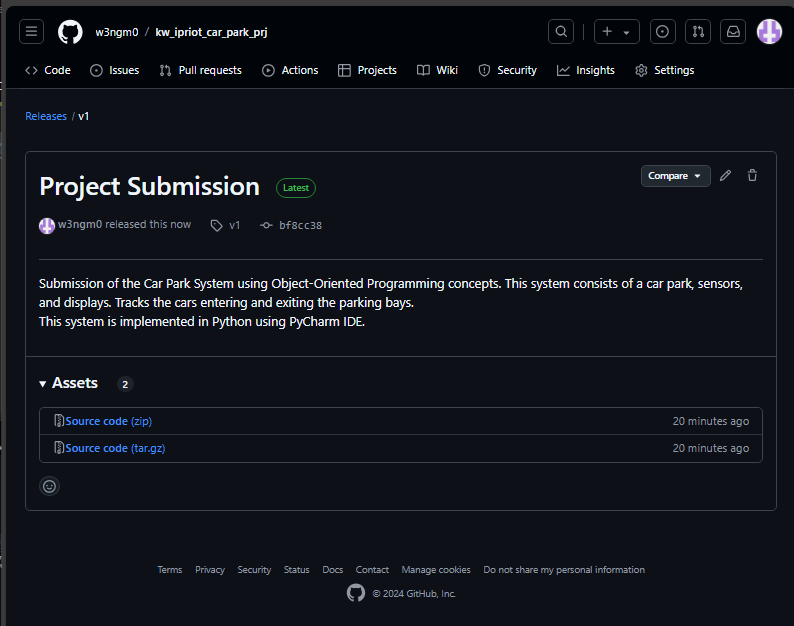 w3ngm0 / kw_ipriot_car_park_prj
Code Issues Pull requests Actions Projects Wiki Security Insights Settings
Releases / v1
Project Submission Latest Compare
w3ngm0 released this now v1 bf8cc38
Submission of the Car Park System using Object-Oriented Programming concepts. This system consists of a car park, sensors,
and displays. Tracks the cars entering and exiting the parking bays.
This system is implemented in Python using PyCharm IDE.
Assets 2
Source code (zip) 20 minutes ago
Source code (tar.gz) 20 minutes ago
Terms Privacy Security Status Docs Contact Manage cookies Do not share my personal information
© 2024 GitHub, Inc.